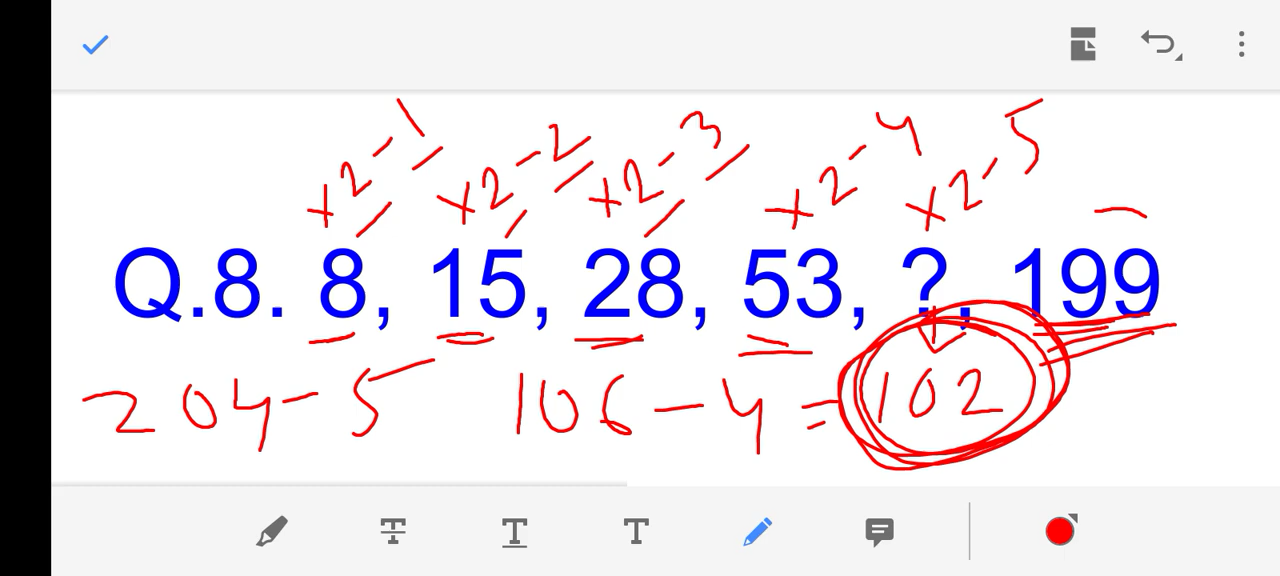 ×2-1 ×2-2 ×2-3 ×2-4 ×2-5
Q.8. 8, 15, 28, 53, ?, 199
204-5 106-4=102
T T T